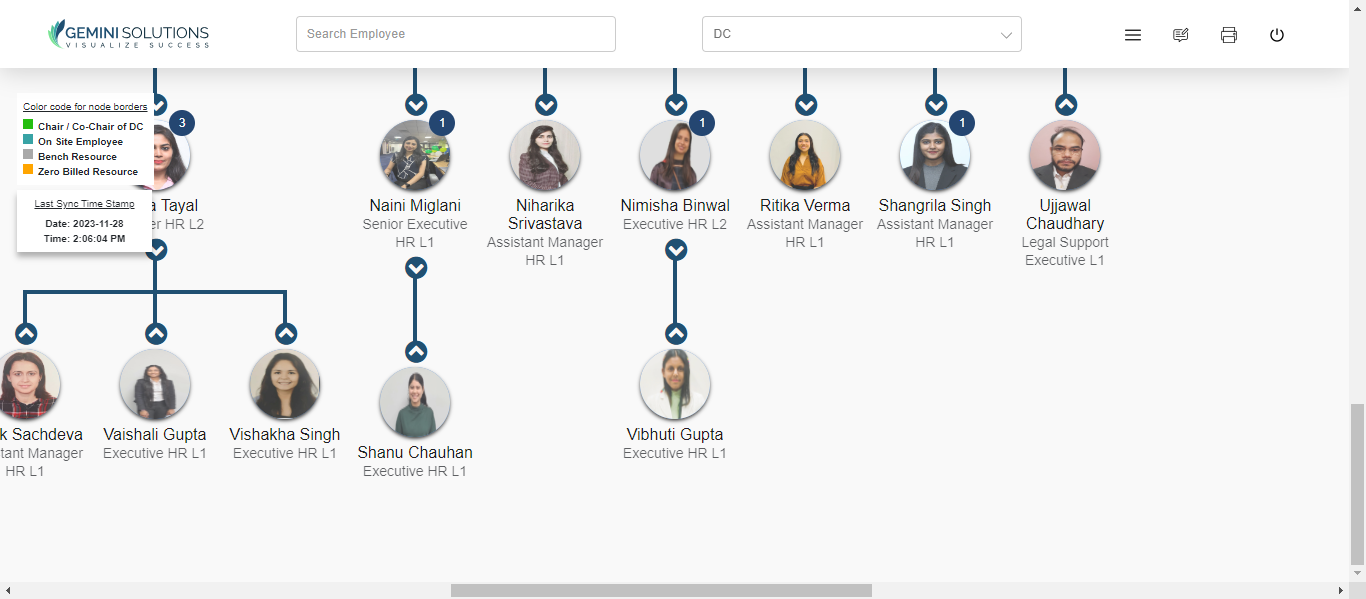 GEMINI SOLUTIONS
VISUALIZE SUCCESS
Search Employee
DC
Color code for node borders
Chair / Co-Chair of DC
On Site Employee
Bench Resource
Zero Billed Resource
Last Sync Time Stamp
Date: 2023-11-28
Time: 2:06:04 PM
3
Tayal
HR L2
1
Naini Miglani
Senior Executive
HR L1
Niharika
Srivastava
Assistant Manager
HR L1
1
Nimisha Binwal
Executive HR L2
Ritika Verma
Assistant Manager
HR L1
1
Shangrila Singh
Assistant Manager
HR L1
Ujjawal
Chaudhary
Legal Support
Executive L1
k Sachdeva
tant Manager
HR L1
Vaishali Gupta
Executive HR L1
Vishakha Singh
Executive HR L1
Shanu Chauhan
Executive HR L1
Vibhuti Gupta
Executive HR L1